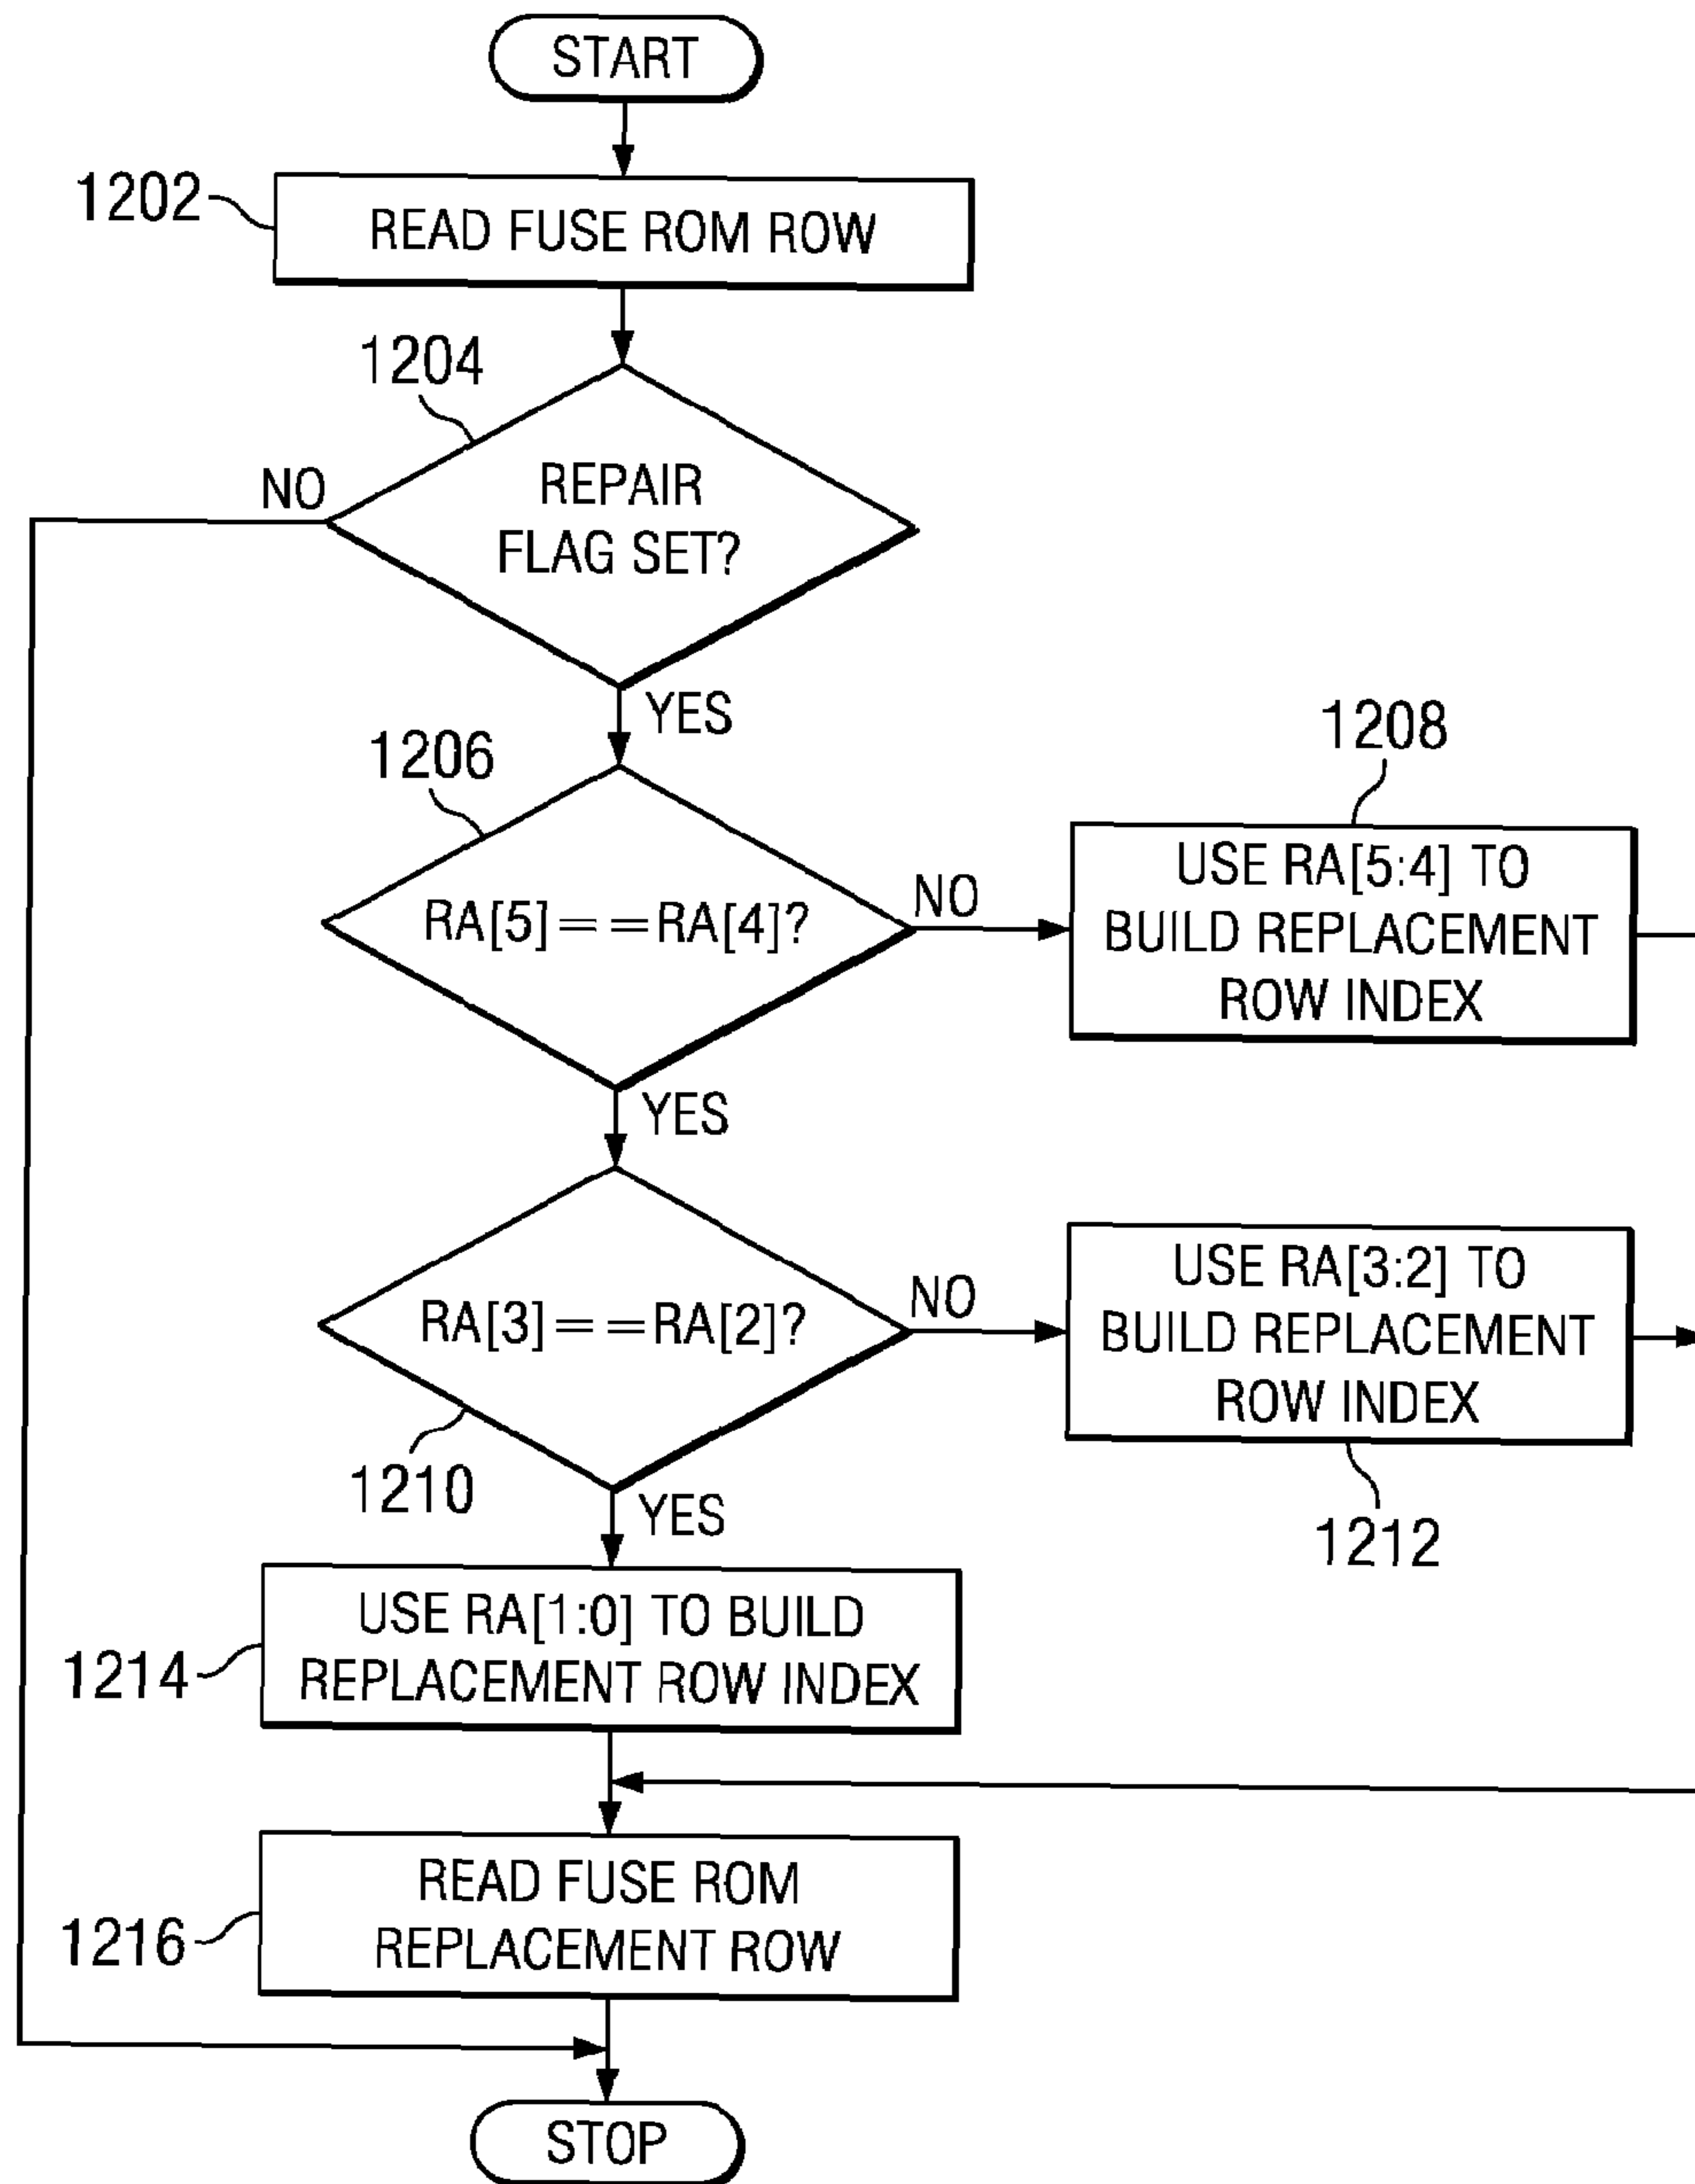 START
1202
READ FUSE ROM ROW
1204
NO
REPAIR
FLAG SET?
YES
1206
RA[5]==RA[4]?
NO
1208
USE RA[5:4] TO
BUILD REPLACEMENT
ROW INDEX
YES
RA[3]==RA[2]?
NO
USE RA[3:2] TO
BUILD REPLACEMENT
ROW INDEX
1210
1212
YES
1214
USE RA[1:0] TO BUILD
REPLACEMENT ROW INDEX
1216
READ FUSE ROM
REPLACEMENT ROW
STOP